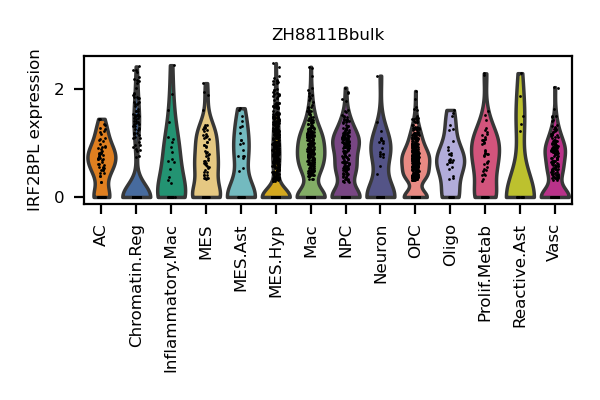 ZH8811Bbulk
IRF2BPL expression
2
0
AC
Chromatin.Reg
Inflammatory.Mac
MES
MES.Ast
MES.Hyp
Mac
NPC
Neuron
OPC
Oligo
Prolif.Metab
Reactive.Ast
Vasc